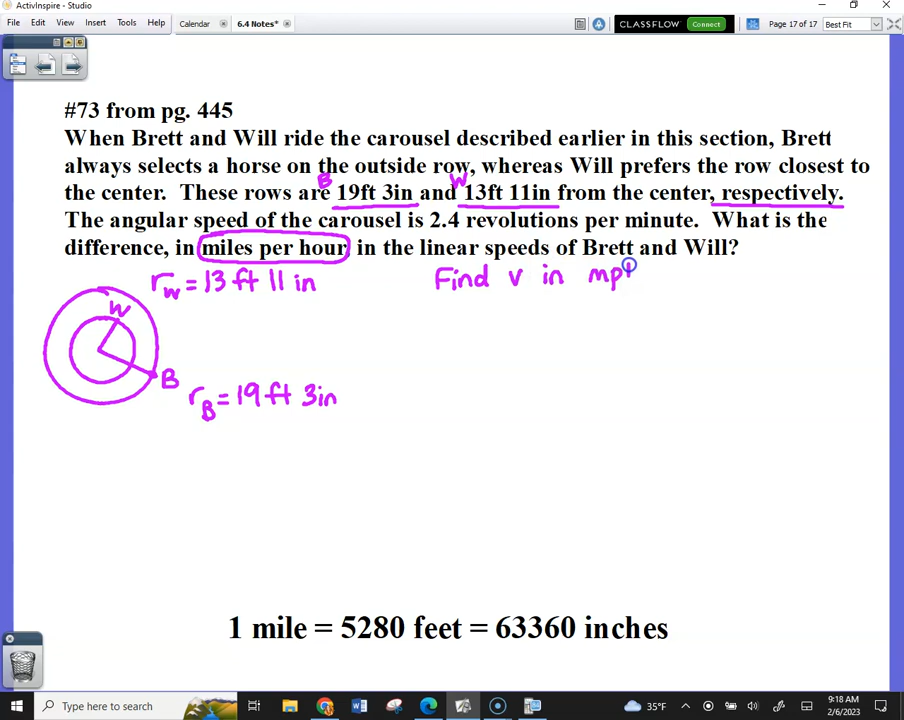 ActivInspire - Studio
File Edit View Insert Tools Help
Calendar
6.4 Notes*
CLASSFLOW Connect
Page 17 of 17
Best Fit
#73 from pg. 445
When Brett and Will ride the carousel described earlier in this section, Brett
always selects a horse on the outside row, whereas Will prefers the row closest to
B W
the center. These rows are 19ft 3in and 13ft 11in from the center, respectively.
The angular speed of the carousel is 2.4 revolutions per minute. What is the
difference, in miles per hour in the linear speeds of Brett and Will?
rw = 13 ft 11 in
Find v in mph
W
B
rB = 19 ft 3in
1 mile = 5280 feet = 63360 inches
Type here to search
35°F
9:18 AM
2/6/2023